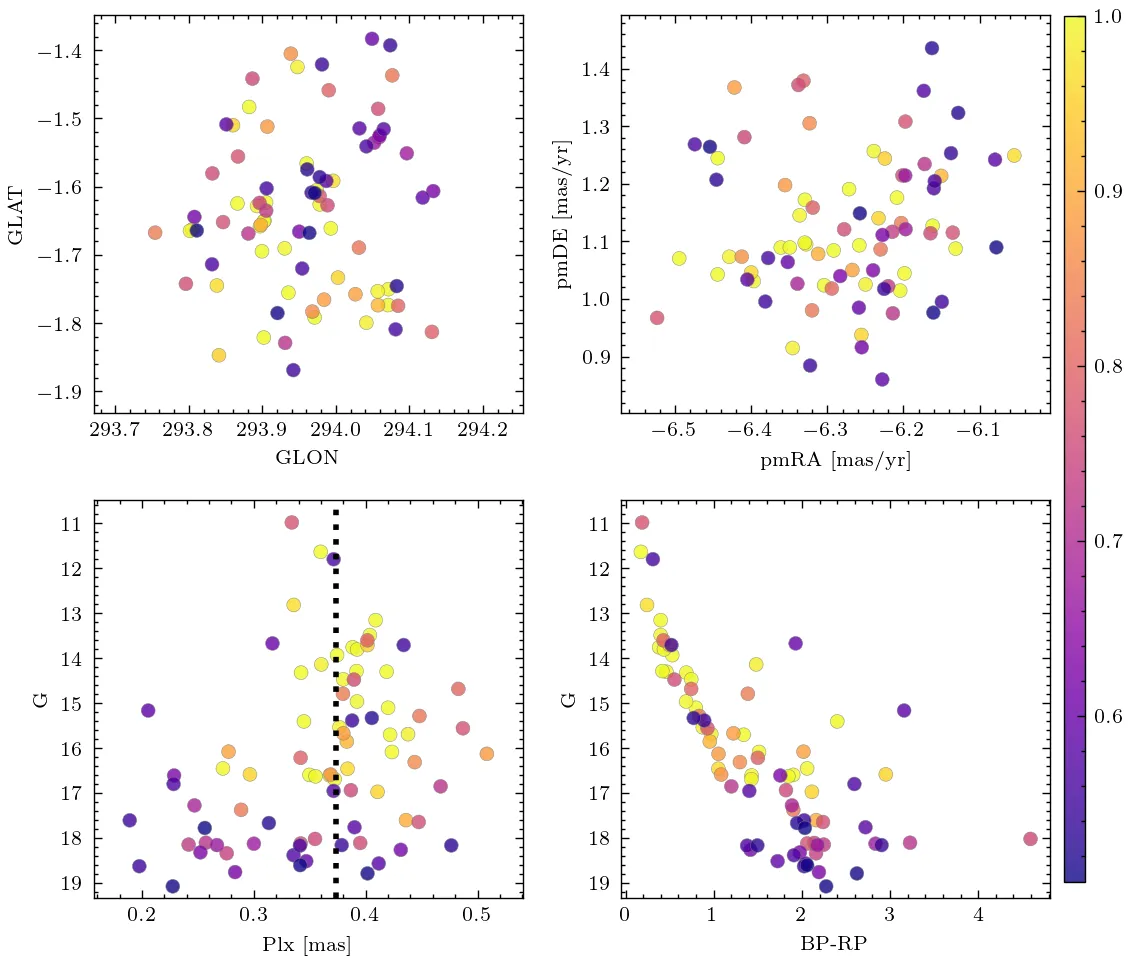 −1.4
−1.5
−1.6
−1.7
−1.8
−1.9
GLAT
293.7 293.8 293.9 294.0 294.1 294.2
GLON
1.4
1.3
1.2
1.1
1.0
0.9
pmDE [mas/yr]
−6.5 −6.4 −6.3 −6.2 −6.1
pmRA [mas/yr]
1.0
0.9
0.8
0.7
0.6
11
12
13
14
15
16
17
18
19
G
0.2 0.3 0.4 0.5
Plx [mas]
11
12
13
14
15
16
17
18
19
G
0 1 2 3 4
BP-RP